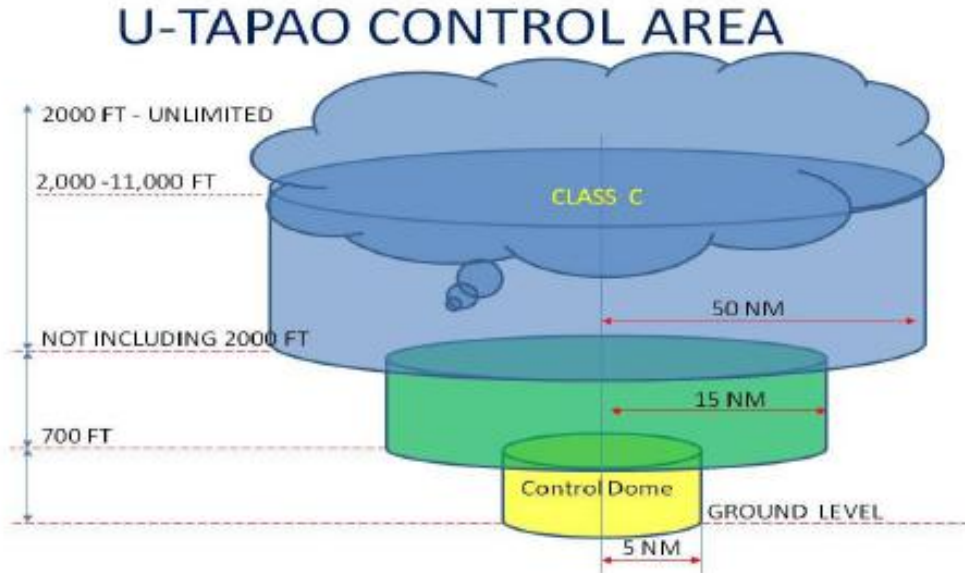 U-TAPAO CONTROL AREA
2000 FT - UNLIMITED
2,000 -11,000 FT
CLASS C
50 NM
NOT INCLUDING 2000 FT
15 NM
700 FT
Control Dome
GROUND LEVEL
5 NM